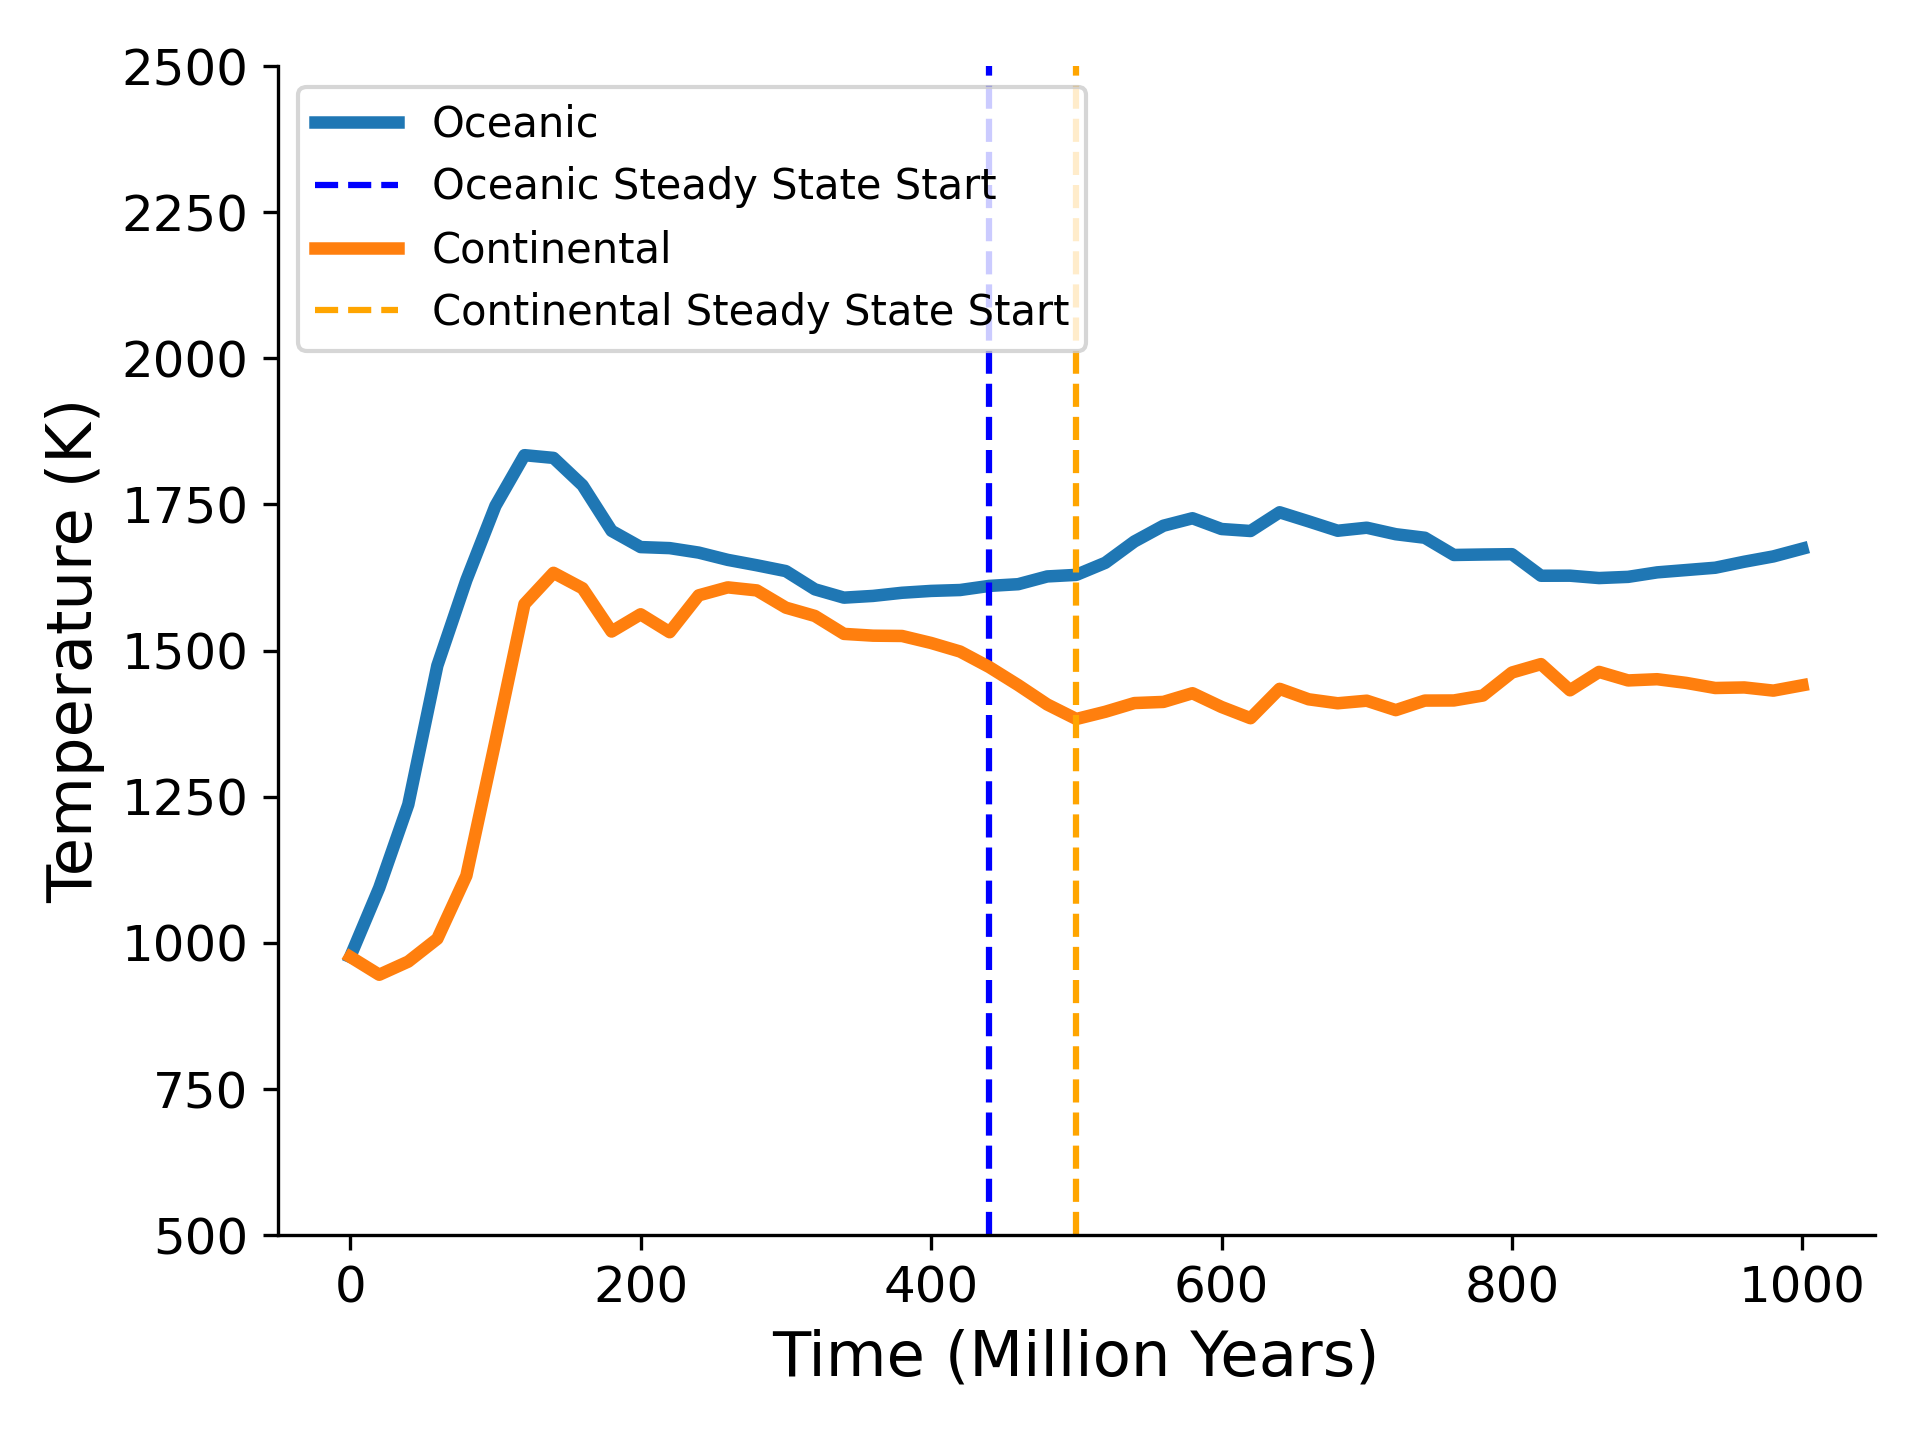 2500
2250
2000
1750
1500
1250
1000
750
500
Temperature (K)
Oceanic
Oceanic Steady State Start
Continental
Continental Steady State Start
0 200 400 600 800 1000
Time (Million Years)